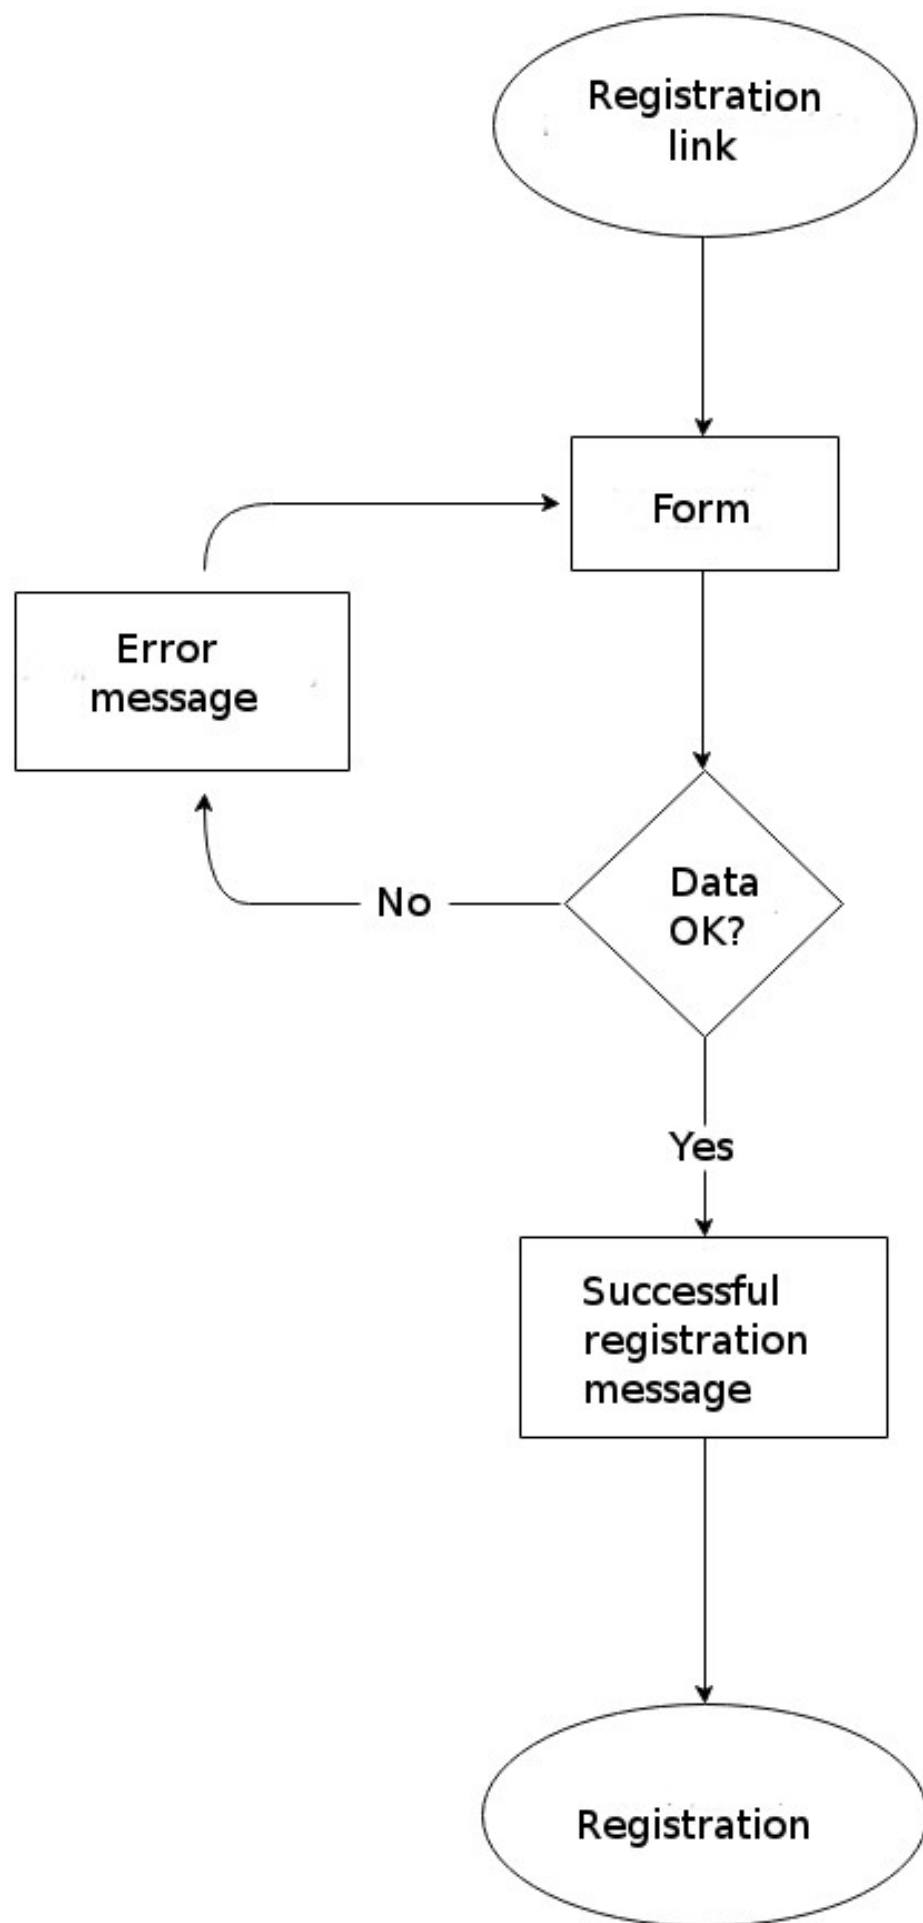 Registration
link
Form
Error
message
Data
OK?
No
Yes
Successful
registration
message
Registration